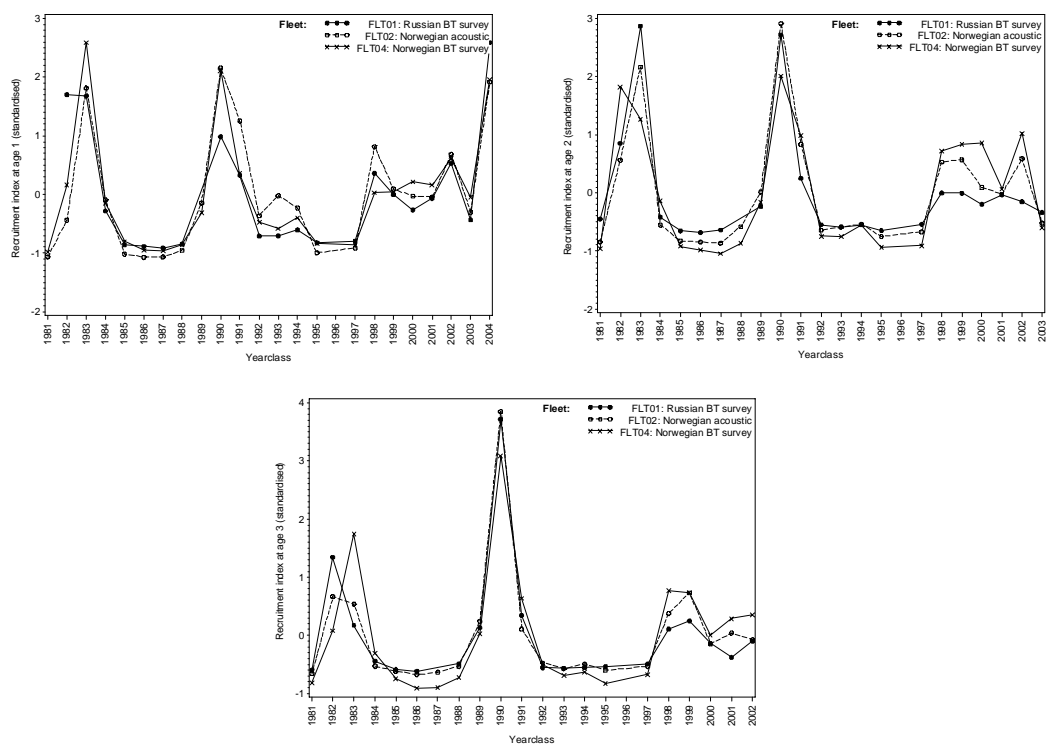 Fleet: FLT01: Russian BT survey
FLT02: Norwegian acoustic
FLT04: Norwegian BT survey
Recruitment index at age 1 (standardised)
3
2
1
0
-1
-2
1981 1982 1983 1984 1985 1986 1987 1988 1989 1990 1991 1992 1993 1994 1995 1996 1997 1998 1999 2000 2001 2002 2003 2004
Yearclass
Fleet: FLT01: Russian BT survey
FLT02: Norwegian acoustic
FLT04: Norwegian BT survey
Recruitment index at age 2 (standardised)
3
2
1
0
-1
-2
1981 1982 1983 1984 1985 1986 1987 1988 1989 1990 1991 1992 1993 1994 1995 1996 1997 1998 1999 2000 2001 2002 2003
Yearclass
Fleet: FLT01: Russian BT survey
FLT02: Norwegian acoustic
FLT04: Norwegian BT survey
Recruitment index at age 3 (standardised)
4
3
2
1
0
-1
1981 1982 1983 1984 1985 1986 1987 1988 1989 1990 1991 1992 1993 1994 1995 1996 1997 1998 1999 2000 2001 2002
Yearclass